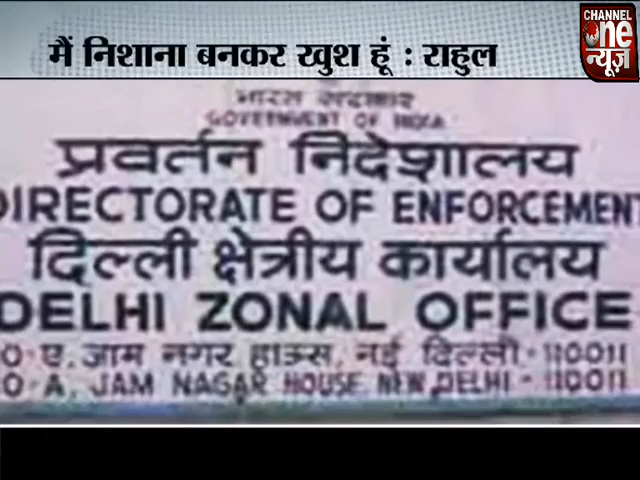 मैं निशाना बनकर खुश हूं : राहुल
CHANNEL
One
न्यूज़
भारत सरकार
GOVERNMENT OF INDIA
प्रवर्तन निदेशालय
DIRECTORATE OF ENFORCEMENT
दिल्ली क्षेत्रीय कार्यालय
DELHI ZONAL OFFICE
ए, जाम नगर हाऊस, नई दिल्ली - 110011
A, JAM NAGAR HOUSE, NEW DELHI - 110011